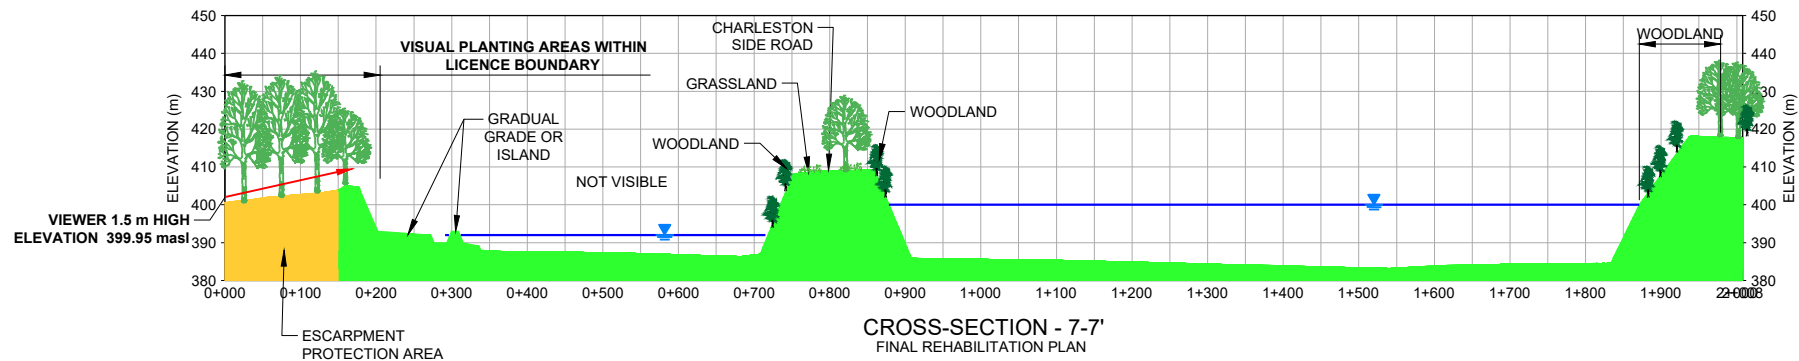 450
440
430
420
410
400
390
380
ELEVATION (m)
VISUAL PLANTING AREAS WITHIN
LICENCE BOUNDARY
CHARLESTON
SIDE ROAD
GRASSLAND
WOODLAND
WOODLAND
GRADUAL
GRADE OR
ISLAND
NOT VISIBLE
WOODLAND
VIEWER 1.5 m HIGH
ELEVATION 399.95 masl
450
440
430
420
410
400
390
380
ELEVATION (m)
0+000
0+100
0+200
0+300
0+400
0+500
0+600
0+700
0+800
0+900
1+000
1+100
1+200
1+300
1+400
1+500
1+600
1+700
1+800
1+900
2+000
2+008
ESCARPMENT
PROTECTION AREA
CROSS-SECTION - 7-7'
FINAL REHABILITATION PLAN